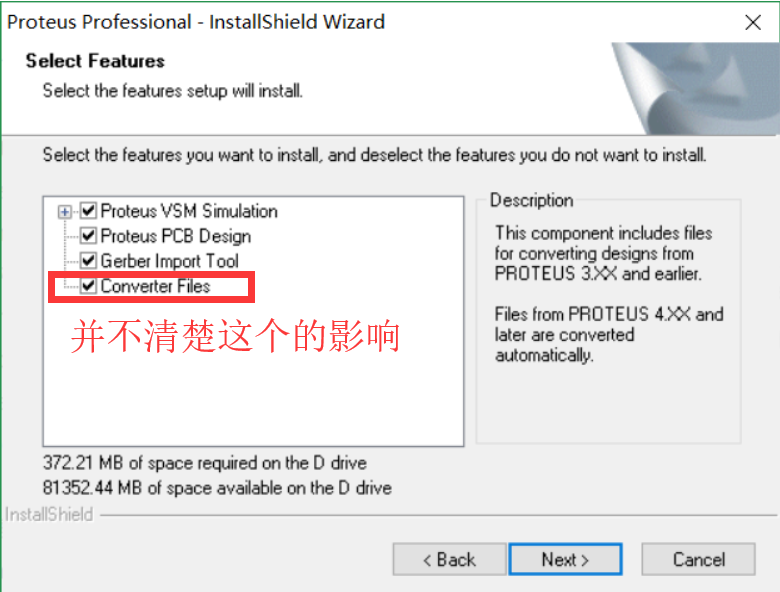 Proteus Professional - InstallShield Wizard
Select Features
Select the features setup will install.
Select the features you want to install, and deselect the features you do not want to install.
Proteus VSM Simulation
Proteus PCB Design
Gerber Import Tool
Converter Files
并不清楚这个的影响
Description
This component includes files
for converting designs from
PROTEUS 3.XX and earlier.
Files from PROTEUS 4.XX and
later are converted
automatically.
372.21 MB of space required on the D drive
81352.44 MB of space available on the D drive
InstallShield
< Back
Next >
Cancel